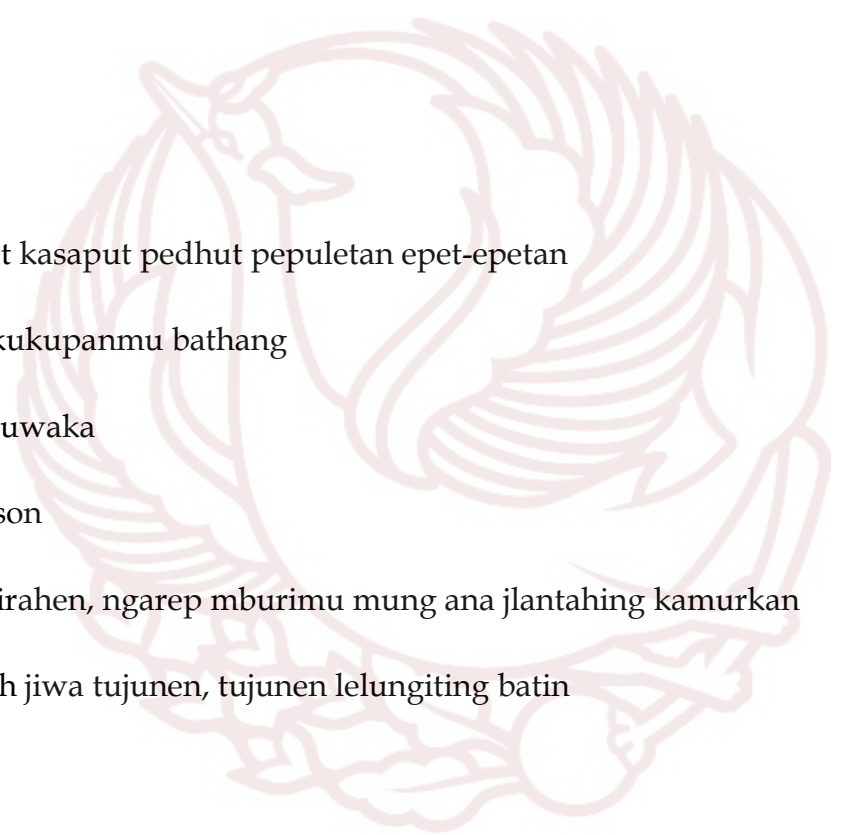 t kasaput pedhut pepuletan epet-epetan
kukupanmu bathang
uwaka
son
irahen, ngarep mburimu mung ana jlantahing kamurkan
h jiwa tujunen, tujunen lelungiting batin